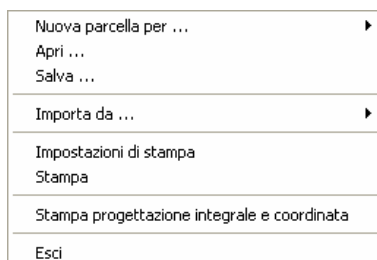 Nuova parcella per ...
Apri ...
Salva ...
Importa da ...
Impostazioni di stampa
Stampa
Stampa progettazione integrale e coordinata
Esci